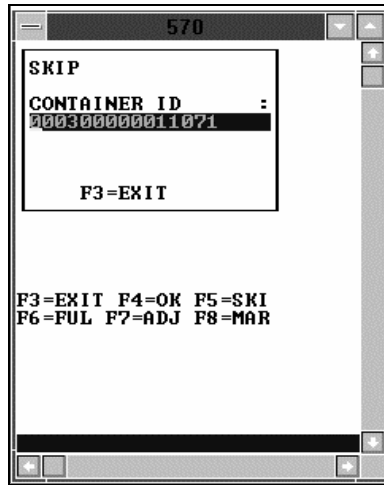 570
SKIP
CONTAINER ID :
000300000011071
F3=EXIT
F3=EXIT F4=OK F5=SKI
F6=FUL F7=ADJ F8=MAR